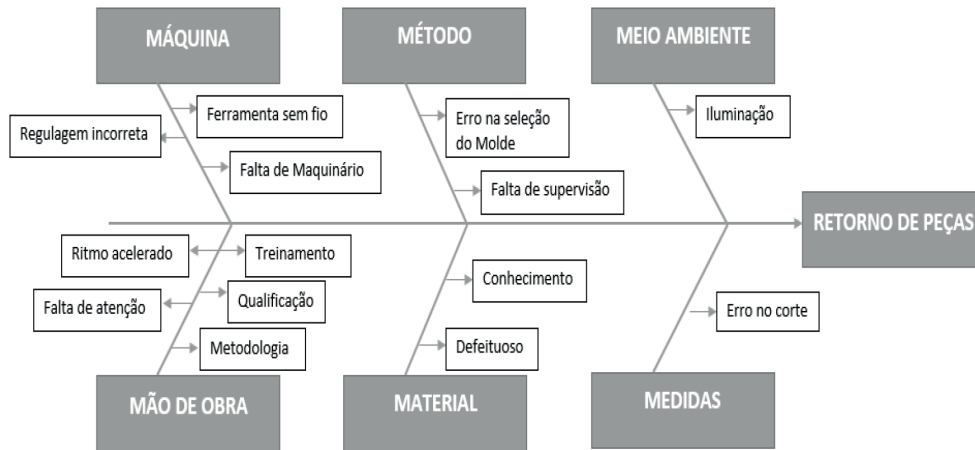 MÁQUINA
MÉTODO
MEIO AMBIENTE
Ferramenta sem fio
Regulagem incorreta
Falta de Maquinário
Erro na seleção
do Molde
Falta de supervisão
Iluminação
RETORNO DE PEÇAS
Ritmo acelerado
Treinamento
Falta de atenção
Qualificação
Metodologia
Conhecimento
Defeituoso
Erro no corte
MÃO DE OBRA
MATERIAL
MEDIDAS